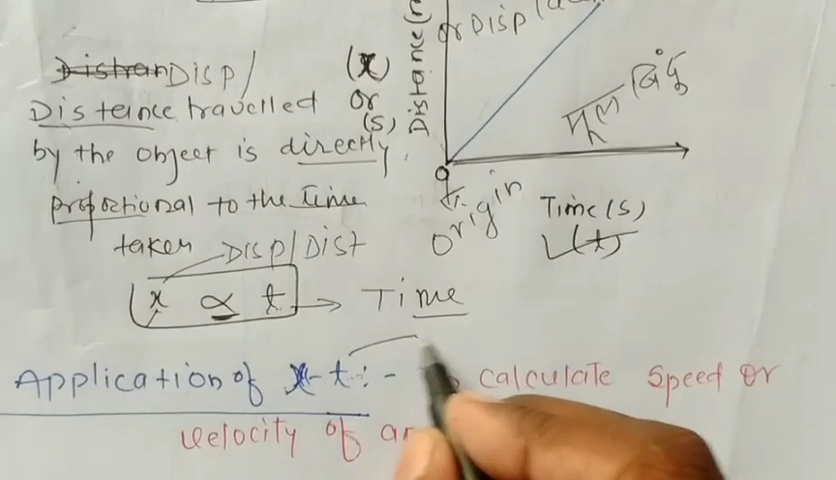 or Disp
Distance
Disp/ (x)
Distance travelled or
(s)
by the object is directly
proportional to the Time
taken Disp/Dist
x ∝ t → Time
मूल बिंदु
O
Origin
Time(s)
(t)
Application of x-t :- calculate speed or
velocity of